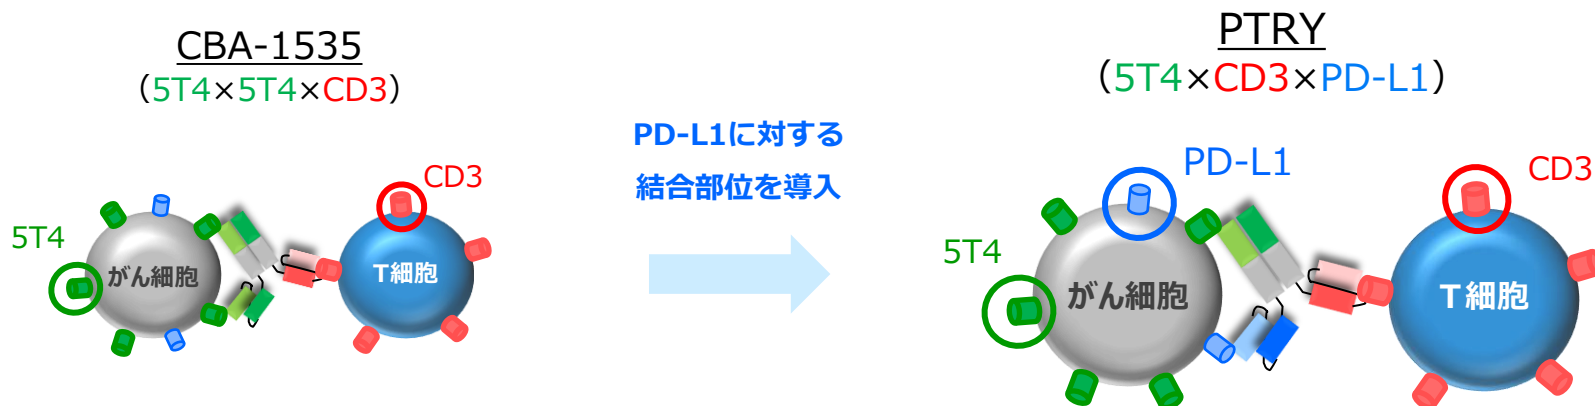 CBA-1535
（5T4×5T4×CD3）
CD3
5T4
がん細胞
T細胞
PD-L1に対する
結合部位を導入
PTRY
（5T4×CD3×PD-L1）
PD-L1
CD3
5T4
がん細胞
Ｔ細胞